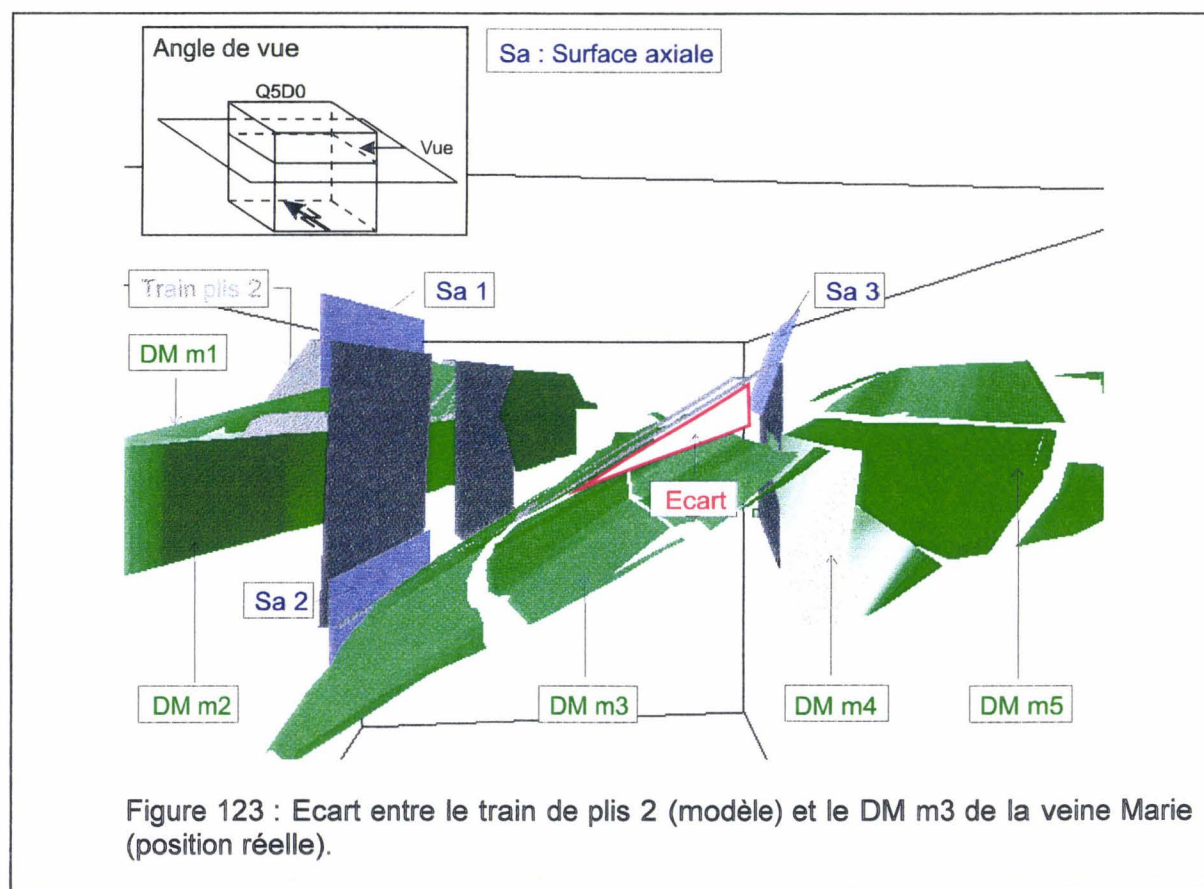 Angle de vue
Q5D0
Vue
Sa : Surface axiale
Train plis 2
Sa 1
Sa 3
DM m1
Ecart
Sa 2
DM m2
DM m3
DM m4
DM m5
Figure 123 : Ecart entre le train de plis 2 (modèle) et le DM m3 de la veine Marie
(position réelle).